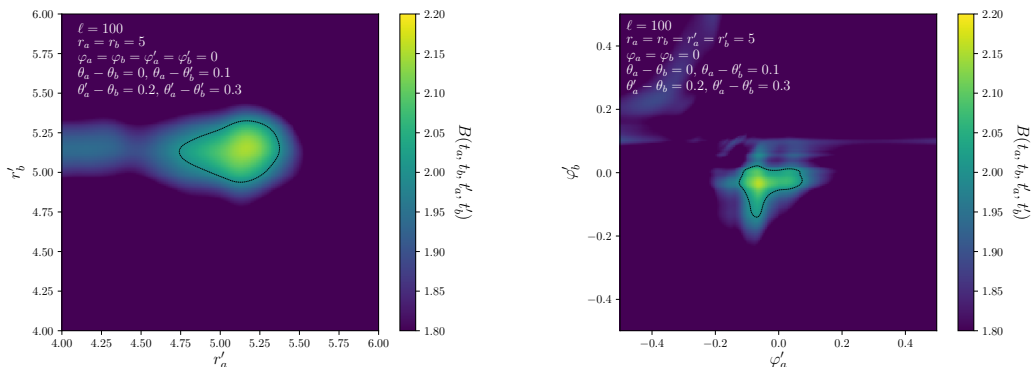 6.00
5.75
5.50
5.25
5.00
4.75
4.50
4.25
4.00
r′_b
ℓ = 100
r_a = r_b = 5
φ_a = φ_b = φ′_a = φ′_b = 0
θ_a − θ_b = 0, θ_a − θ′_b = 0.1
θ′_a − θ_b = 0.2, θ′_a − θ′_b = 0.3
4.00 4.25 4.50 4.75 5.00 5.25 5.50 5.75 6.00
r′_a
2.20
2.15
2.10
2.05
2.00
1.95
1.90
1.85
1.80
B(t_a, t_b, t′_a, t′_b)
0.4
0.2
0.0
−0.2
−0.4
φ′_b
ℓ = 100
r_a = r_b = r′_a = r′_b = 5
φ_a = φ_b = 0
θ_a − θ_b = 0, θ_a − θ′_b = 0.1
θ′_a − θ_b = 0.2, θ′_a − θ′_b = 0.3
−0.4 −0.2 0.0 0.2 0.4
φ′_a
2.20
2.15
2.10
2.05
2.00
1.95
1.90
1.85
1.80
B(t_a, t_b, t′_a, t′_b)